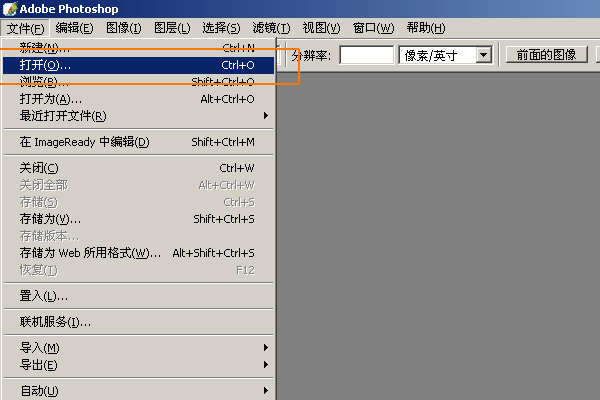 Adobe Photoshop
文件(F) 编辑(E) 图像(I) 图层(L) 选择(S) 滤镜(T) 视图(V) 窗口(W) 帮助(H)
分辨率: 像素/英寸 前面的图像
新建(N)... Ctrl+N
打开(O)... Ctrl+O
浏览(B)... Shift+Ctrl+O
打开为(A)... Alt+Ctrl+O
最近打开文件(R)
在 ImageReady 中编辑(D) Shift+Ctrl+M
关闭(C) Ctrl+W
关闭全部 Alt+Ctrl+W
存储(S) Ctrl+S
存储为(V)... Shift+Ctrl+S
存储版本...
存储为 Web 所用格式(W)... Alt+Shift+Ctrl+S
恢复(T) F12
置入(L)...
联机服务(I)...
导入(M)
导出(E)
自动(U)